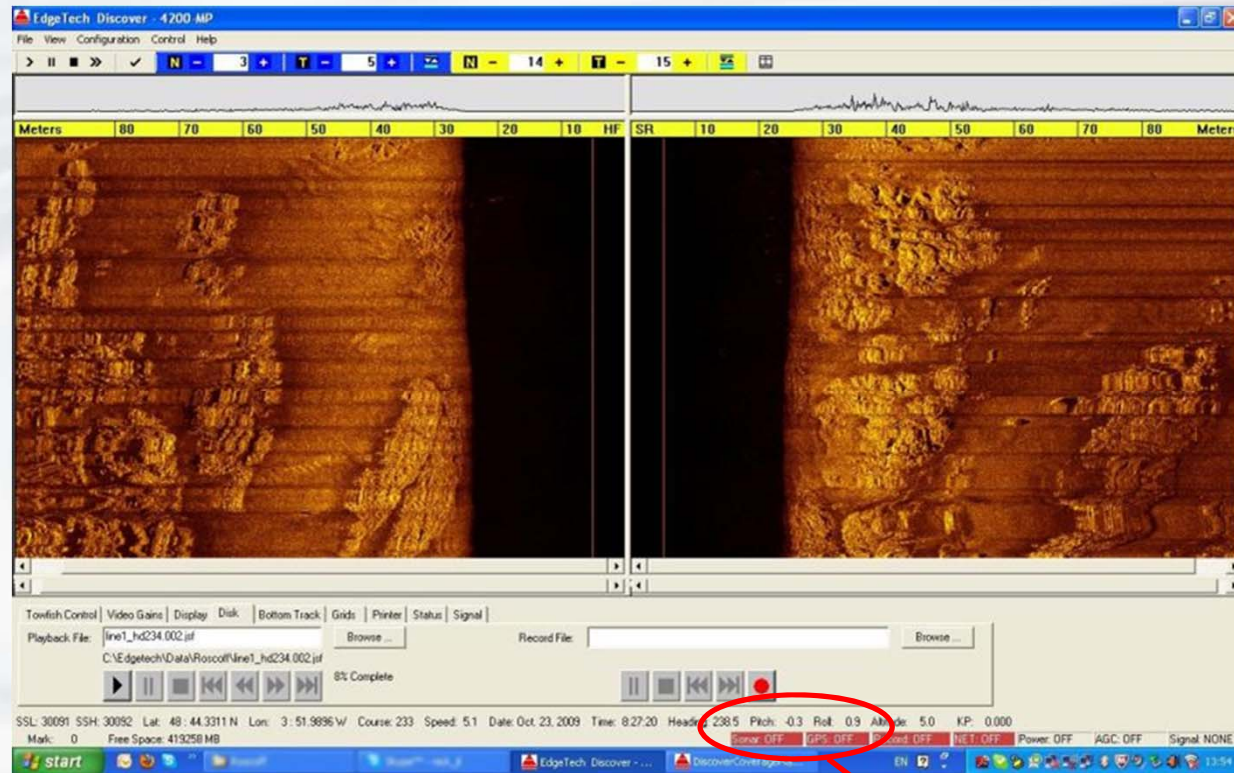 EdgeTech Discover - 4200-MP
File View Configuration Control Help
N - 3 + T - 5 + N - 14 + T - 15 +
Meters 80 70 60 50 40 30 20 10 HF SR 10 20 30 40 50 60 70 80 Meters
Towfish Control Video Gains Display Disk Bottom Track Grids Printer Status Signal
Playback File: line1_hd234.002.jsf Browse ... Record File: Browse ...
C:\Edgetech\Data\Roscoff\line1_hd234.002.jsf
8% Complete
SSL: 30091 SSH: 30092 Lat: 48 : 44.3311 N Lon: 3 : 51.9896 W Course: 233 Speed: 5.1 Date: Oct. 23, 2009 Time: 8:27:20 Heading: 238.5 Pitch: -0.3 Roll: 0.9 Altitude: 5.0 KP: 0.000
Mark: 0 Free Space: 419258 MB Sonar: OFF GPS: OFF Record: OFF NET: OFF Power: OFF AGC: OFF Signal: NONE
start Roscoff EdgeTech Discover - ... EN 13:54